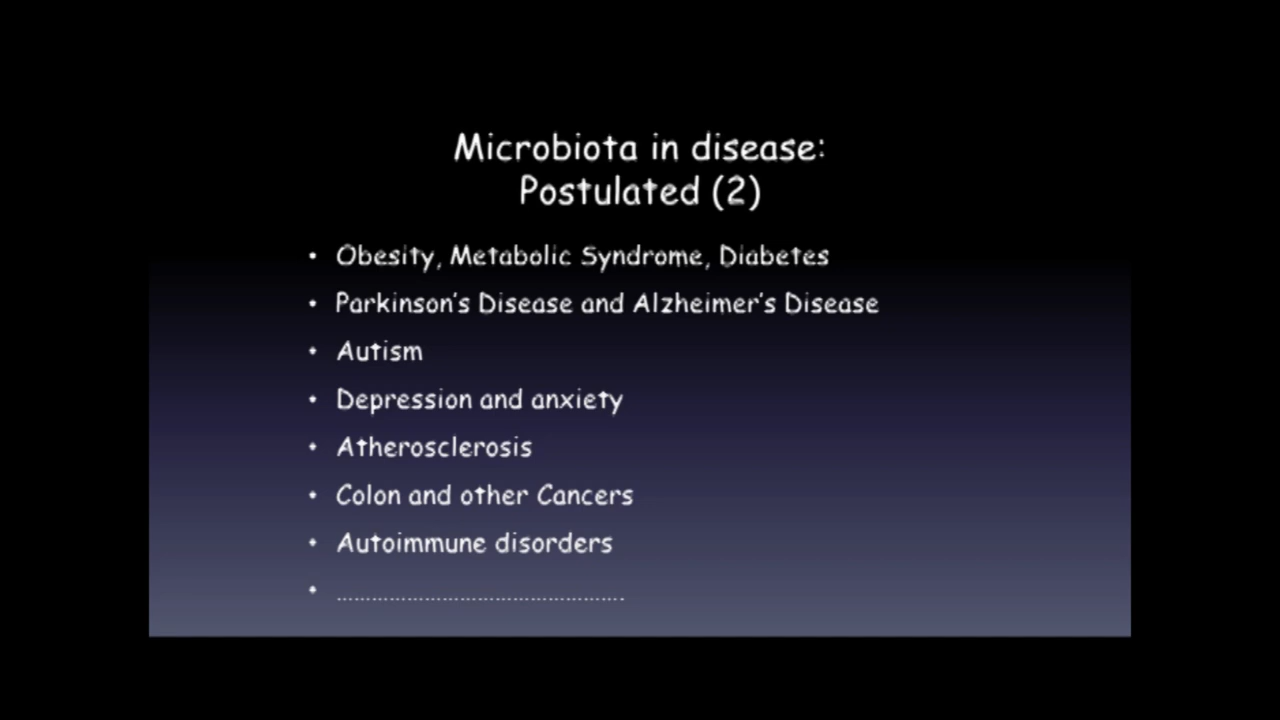 Microbiota in disease:
Postulated (2)
• Obesity, Metabolic Syndrome, Diabetes
• Parkinson's Disease and Alzheimer's Disease
• Autism
• Depression and anxiety
• Atherosclerosis
• Colon and other Cancers
• Autoimmune disorders
• ……………………………………………….